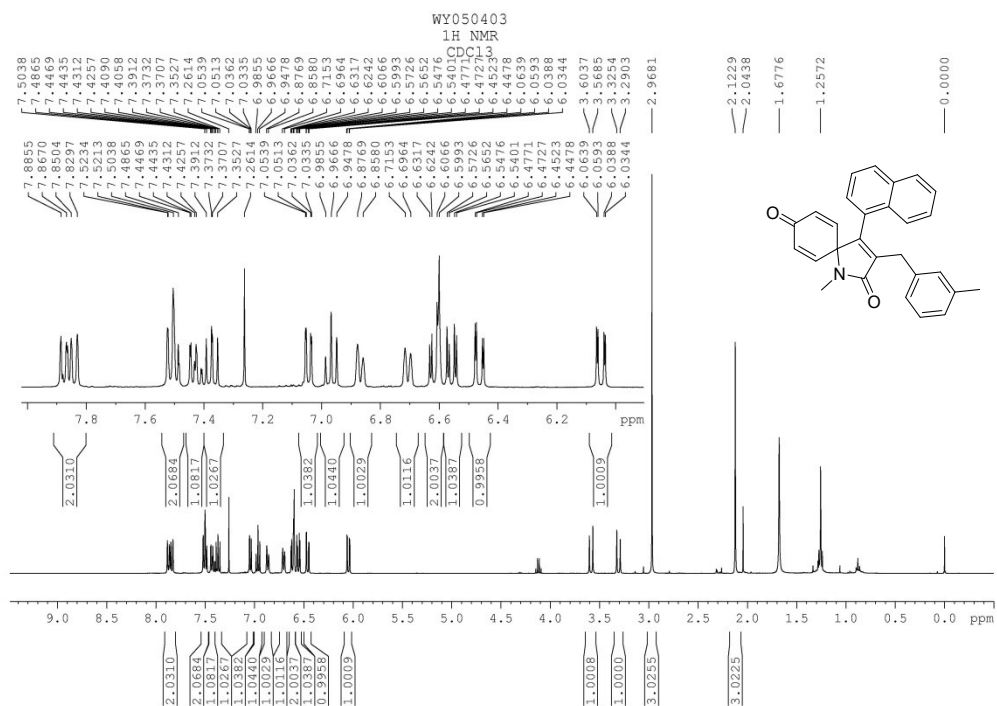 WY050403
1H NMR
CDCl3
7.5038 7.4865 7.4469 7.4435 7.4312 7.4257 7.4090 7.4058 7.3912 7.3732 7.3707 7.3527 7.2614 7.0539 7.0513 7.0362 7.0335 6.9855 6.9666 6.9478 6.8769 6.8580 6.7153 6.6964 6.6317 6.6242 6.6066 6.5993 6.5726 6.5652 6.5476 6.5401 6.4771 6.4727 6.4523 6.4478 6.0639 6.0593 6.0388 6.0344 3.6037 3.5685 3.3254 3.2903 2.9681 2.1229 2.0438 1.6776 1.2572 0.0000
7.8855 7.8670 7.8504 7.8297 7.5234 7.5213 7.5038 7.4865 7.4469 7.4435 7.4312 7.4257 7.3912 7.3732 7.3707 7.3527 7.2614 7.0539 7.0513 7.0362 7.0335 6.9855 6.9666 6.9478 6.8769 6.8580 6.7153 6.6964 6.6317 6.6242 6.6066 6.5993 6.5726 6.5652 6.5476 6.5401 6.4771 6.4727 6.4523 6.4478 6.0639 6.0593 6.0388 6.0344
O
N
O
7.8 7.6 7.4 7.2 7.0 6.8 6.6 6.4 6.2 ppm
2.0310 2.0684 1.0817 1.0267 1.0382 1.0440 1.0029 1.0116 2.0037 1.0387 0.9958 1.0009
9.0 8.5 8.0 7.5 7.0 6.5 6.0 5.5 5.0 4.5 4.0 3.5 3.0 2.5 2.0 1.5 1.0 0.5 0.0 ppm
2.0310 2.0684 1.0817 1.0267 1.0382 1.0440 1.0029 1.0116 2.0037 1.0387 0.9958 1.0009 1.0008 1.0000 3.0255 3.0225